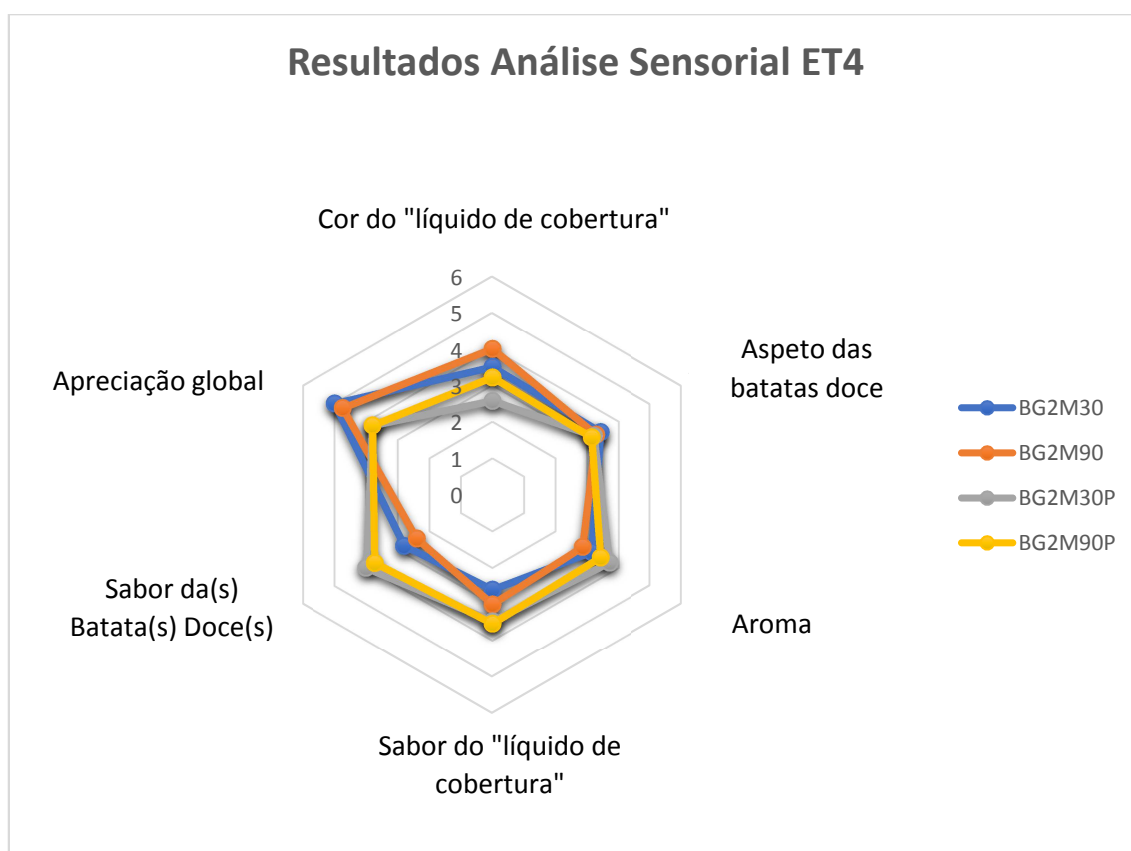 Resultados Análise Sensorial ET4
Cor do "líquido de cobertura"
6
5
4
3
2
1
0
Aspeto das
batatas doce
Aroma
Sabor do "líquido de
cobertura"
Sabor da(s)
Batata(s) Doce(s)
Apreciação global
BG2M30
BG2M90
BG2M30P
BG2M90P